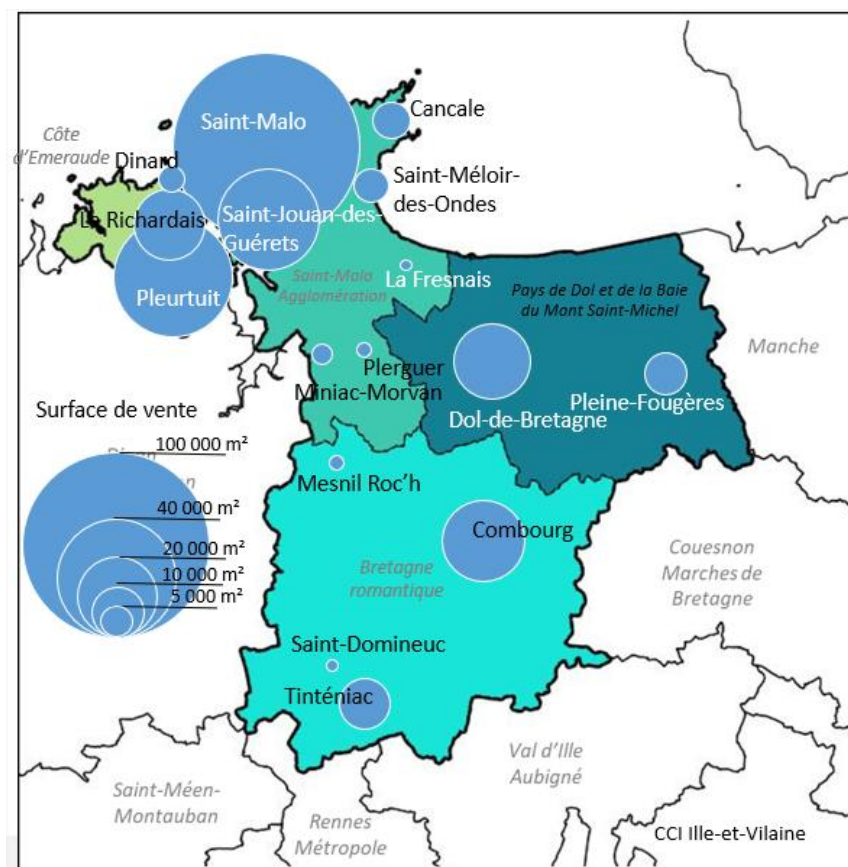 Saint-Malo
Cancale
Côte
d’Emeraude
Dinard
Saint-Méloir-
des-Ondes
La Richardais
Saint-Jouan-des-
Guérets
Pleurtuit
La Fresnais
Saint-Malo
Agglomération
Pays de Dol et de la Baie
du Mont Saint-Michel
Manche
Plerguer
Miniac-Morvan
Dol-de-Bretagne
Pleine-Fougères
Surface de vente
100 000 m²
40 000 m²
20 000 m²
10 000 m²
5 000 m²
Mesnil Roc’h
Combourg
Bretagne
romantique
Couesnon
Marches de
Bretagne
Saint-Domineuc
Tinténiac
Val d’Ille
Aubigné
Saint-Méen-
Montauban
Rennes
Métropole
CCI Ille-et-Vilaine